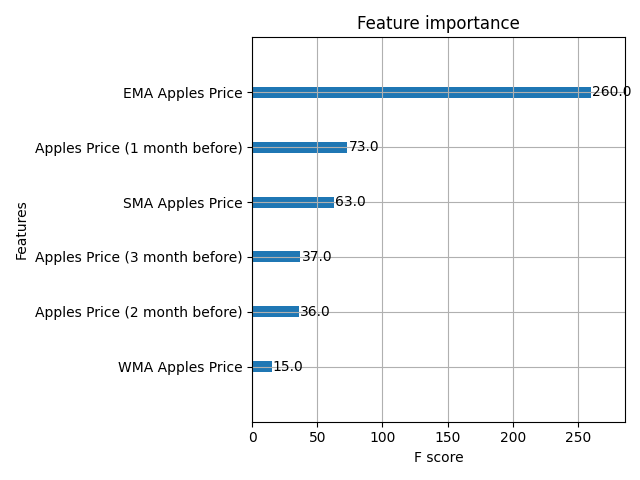 Feature importance
EMA Apples Price
260.0
Apples Price (1 month before)
73.0
SMA Apples Price
63.0
Apples Price (3 month before)
37.0
Apples Price (2 month before)
36.0
WMA Apples Price
15.0
Features
0 50 100 150 200 250
F score